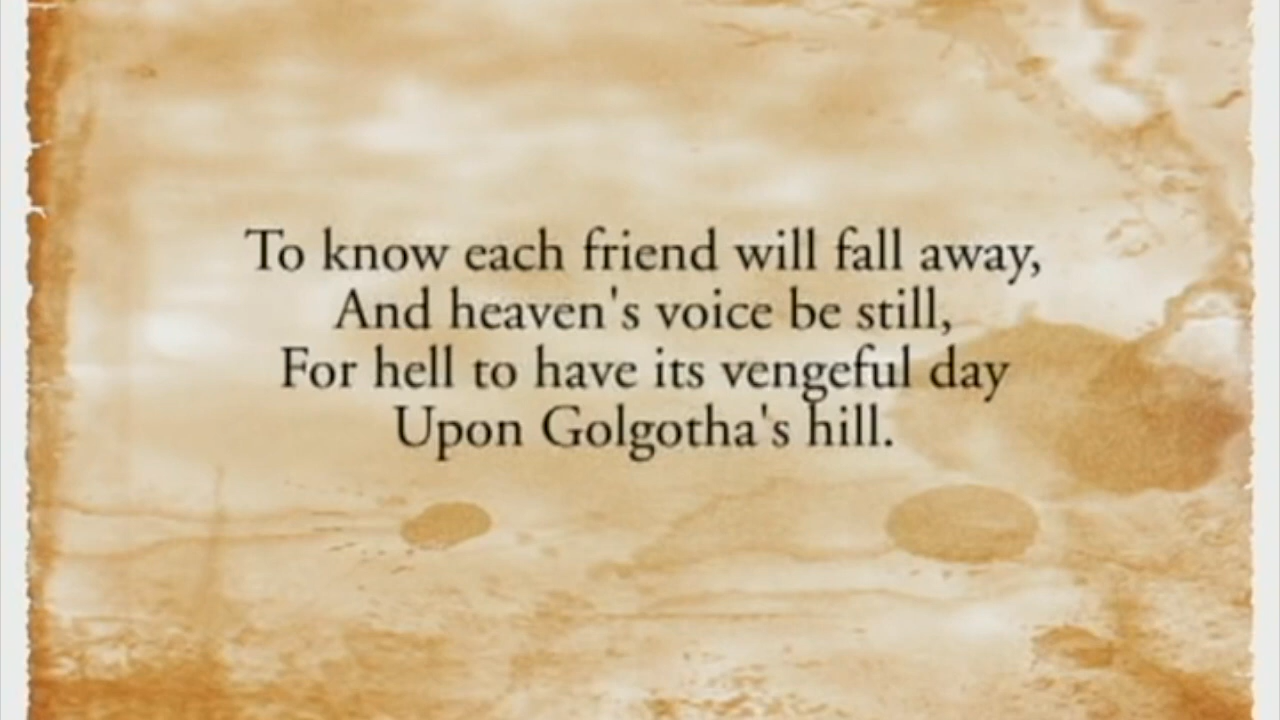 To know each friend will fall away,
And heaven's voice be still,
For hell to have its vengeful day
Upon Golgotha's hill.